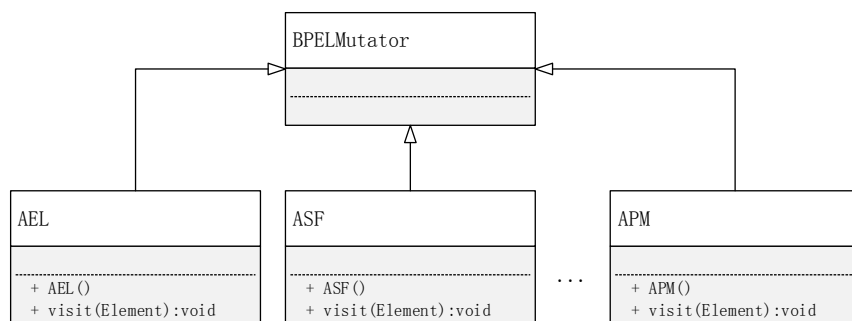 BPELMutator
AEL
+ AEL()
+ visit(Element):void
ASF
+ ASF()
+ visit(Element):void
...
APM
+ APM()
+ visit(Element):void